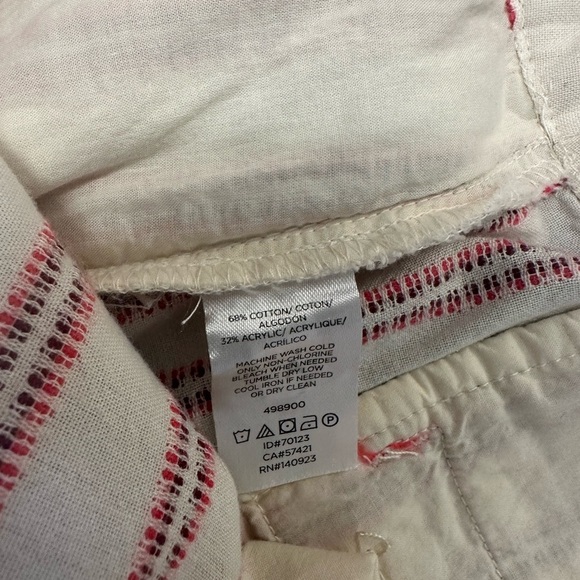 68% COTTON/ COTON/
ALGODON
32% ACRYLIC/ ACRYLIQUE/
ACRÍLICO
MACHINE WASH COLD
ONLY NON-CHLORINE
BLEACH WHEN NEEDED
TUMBLE DRY LOW
COOL IRON IF NEEDED
OR DRY CLEAN
498900
P
ID#70123
CA#57421
RN#140923